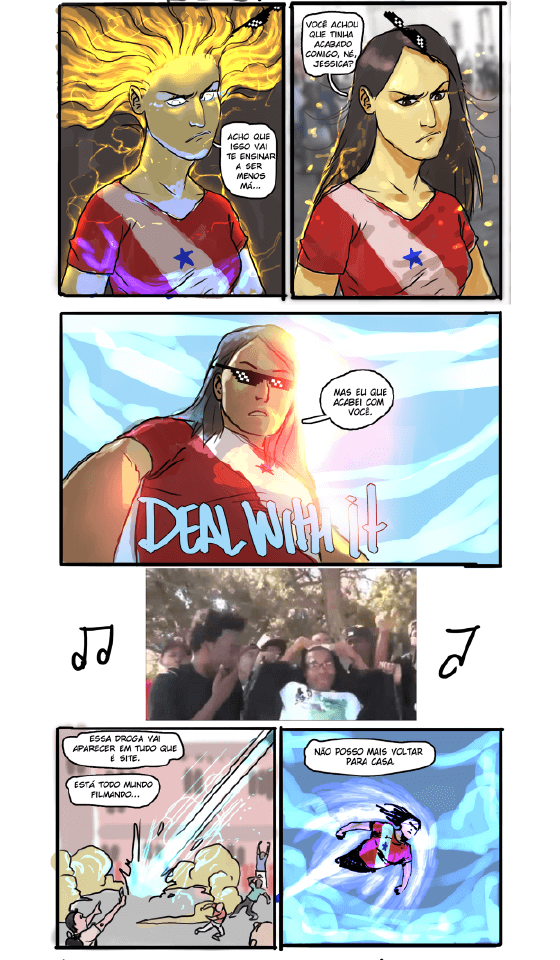 ACHO QUE
ISSO VAI
TE ENSINAR
A SER
MENOS
MÁ...
VOCÊ ACHOU
QUE TINHA
ACABADO
COMIGO, NÉ,
JESSICA?
MAS EU QUE
ACABEI COM
VOCÊ.
DEAL WITH it
ESSA DROGA VAI
APARECER EM TUDO QUE
É SITE.
ESTÁ TODO MUNDO
FILMANDO...
NÃO POSSO MAIS VOLTAR
PARA CASA.